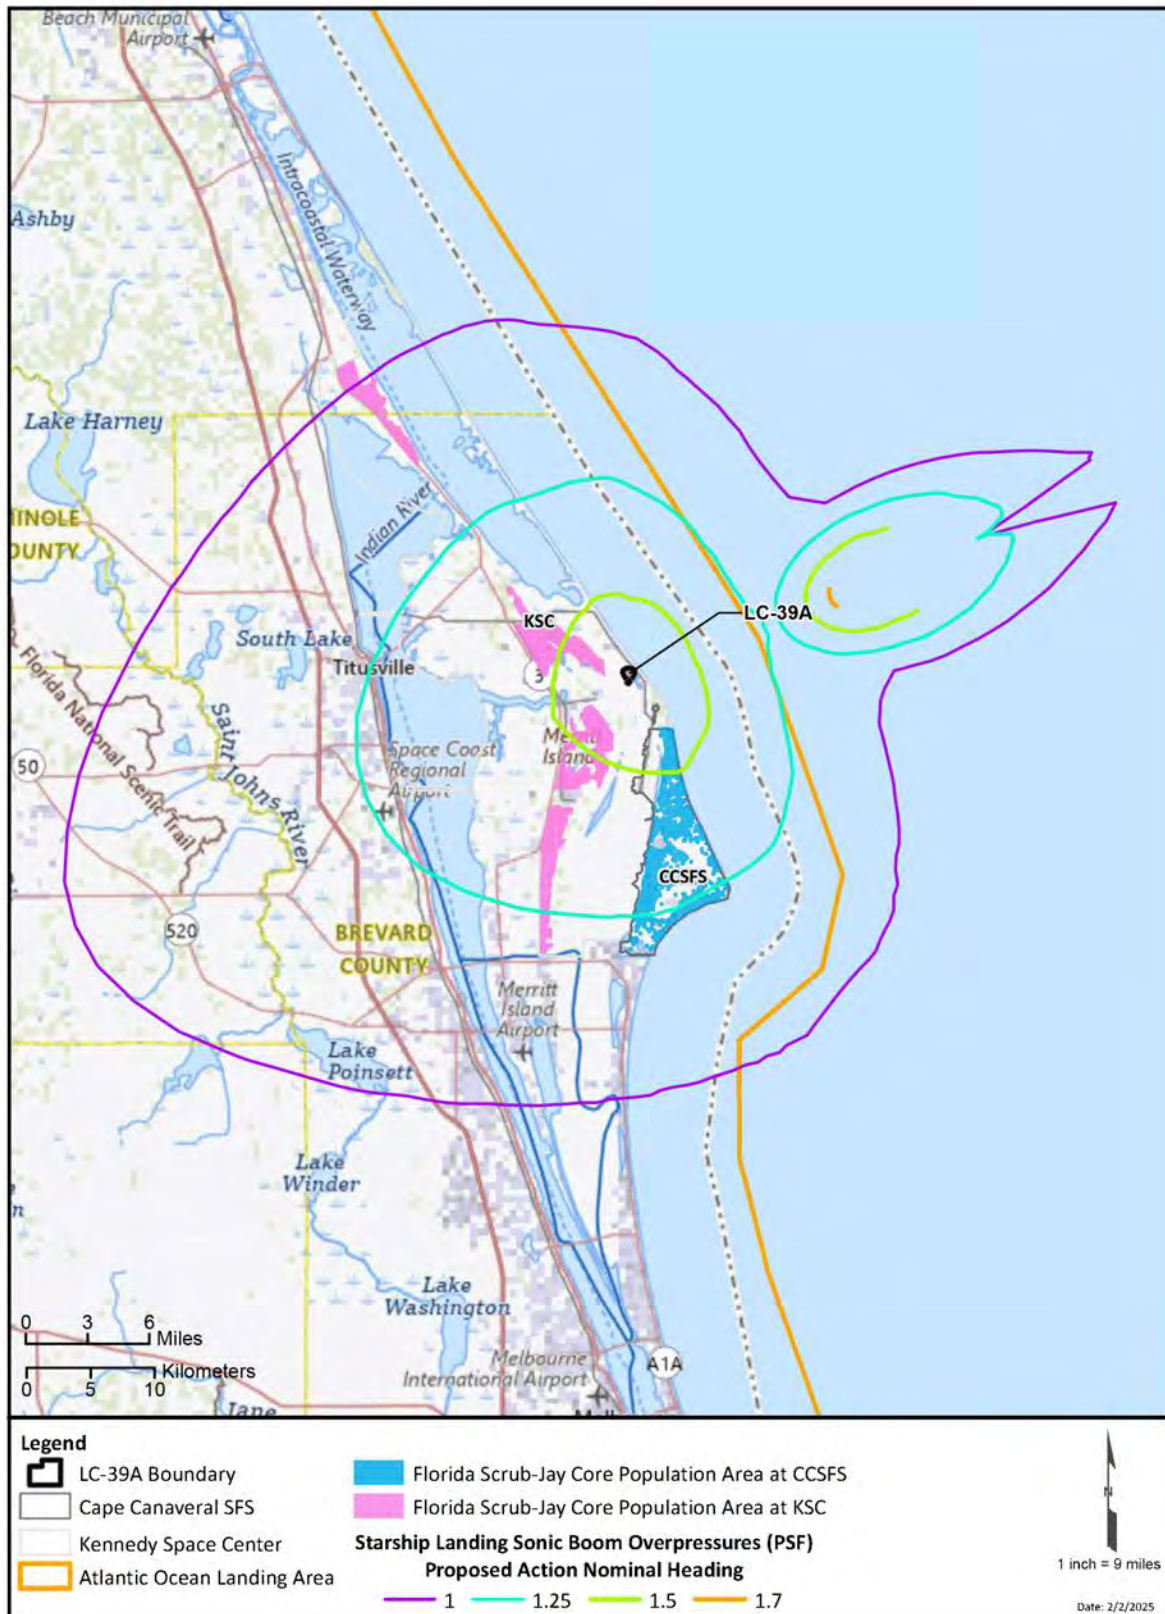 Beach Municipal
Airport
Intracoastal Waterway
Ashby
Lake Harney
INOLE
OUNTY
Indian River
KSC
LC-39A
South Lake
Titusville
3
Florida National Scenic Trail
Saint Johns River
50
Space Coast
Regional
Airport
Merritt
Island
CCSFS
520
BREVARD
COUNTY
Merritt
Island
Airport
Lake
Poinsett
Lake
Winder
n
Lake
Washington
0 3 6
Miles
Kilometers
0 5 10
Melbourne
International Airport
A1A
Jane
Legend
LC-39A Boundary
Cape Canaveral SFS
Kennedy Space Center
Atlantic Ocean Landing Area
Florida Scrub-Jay Core Population Area at CCSFS
Florida Scrub-Jay Core Population Area at KSC
Starship Landing Sonic Boom Overpressures (PSF)
Proposed Action Nominal Heading
1 1.25 1.5 1.7
N
1 inch = 9 miles
Date: 2/2/2025